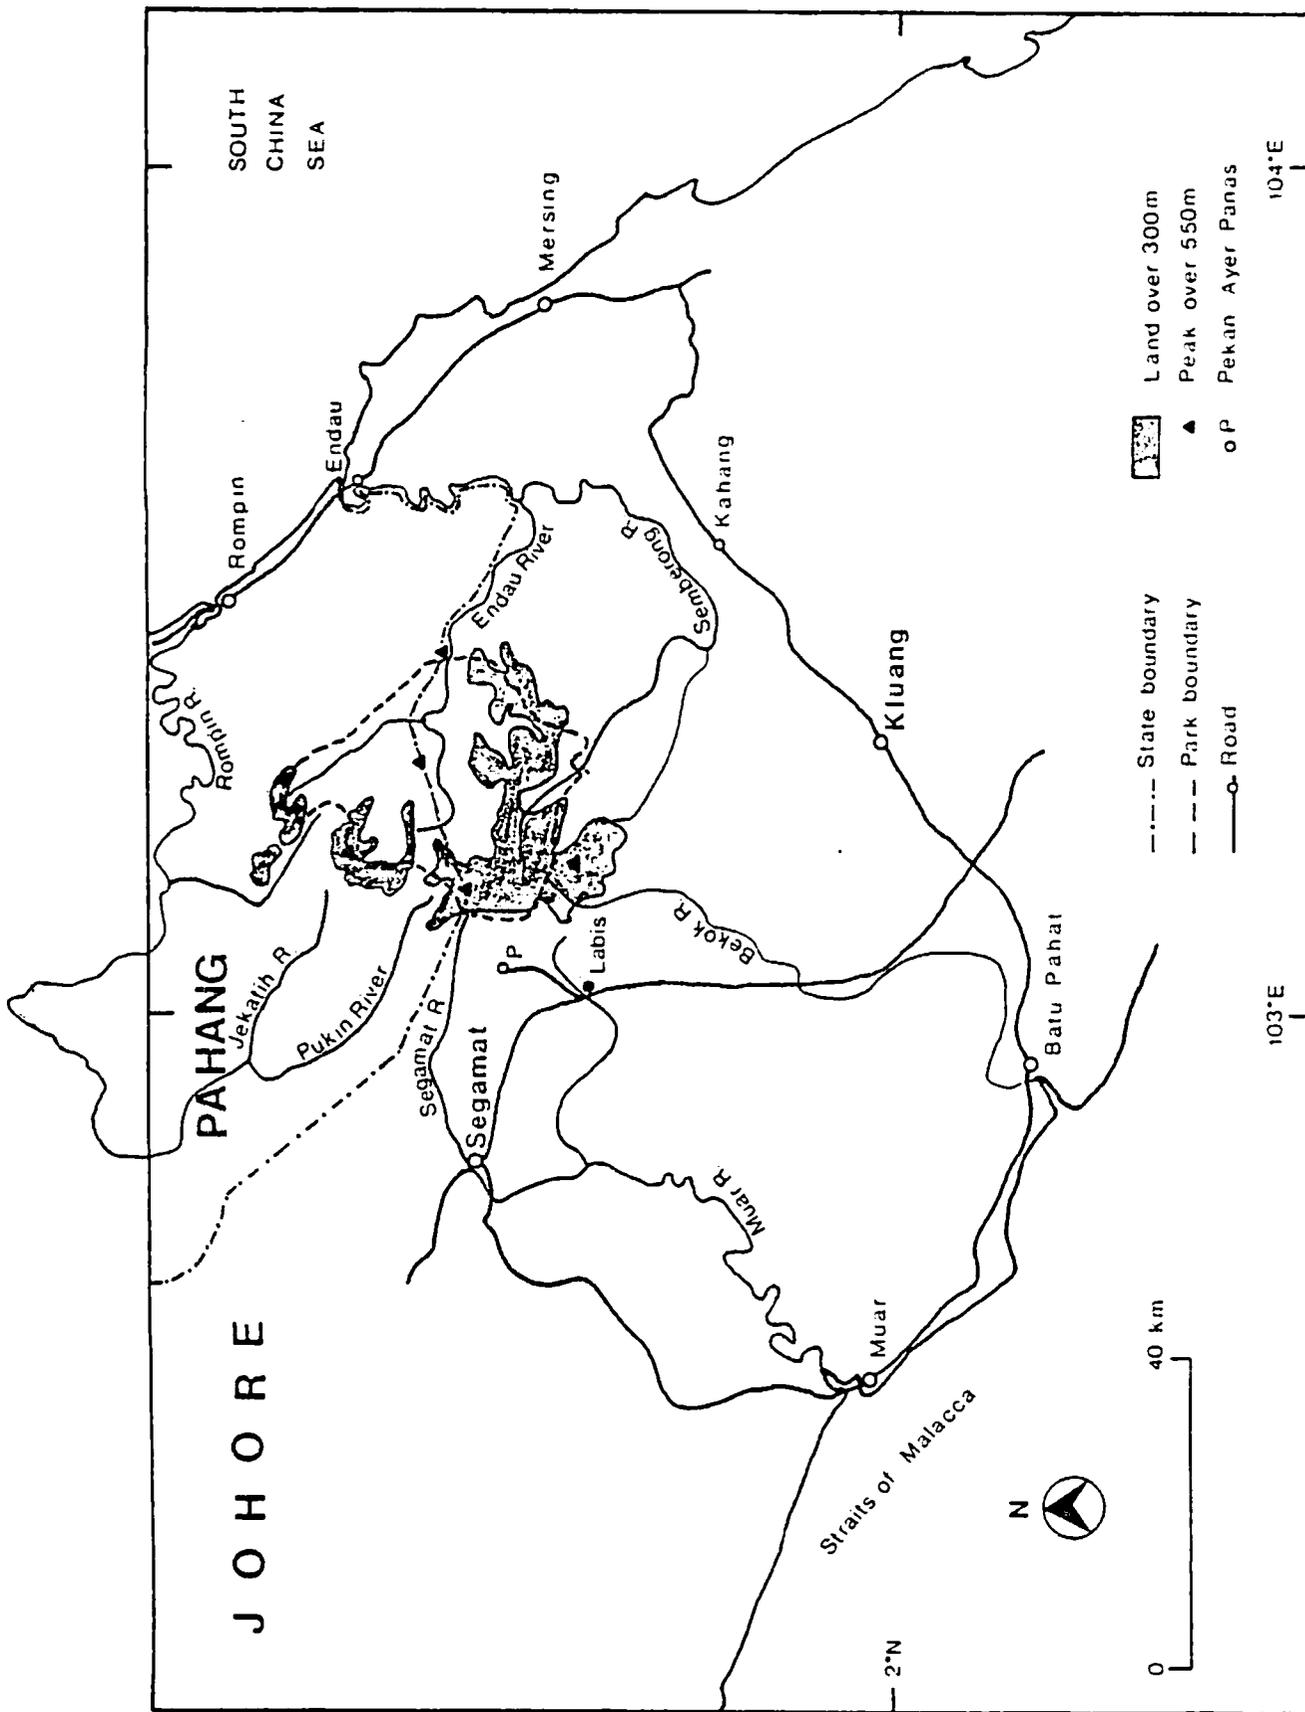 SOUTH
CHINA
SEA
JOHORE
PAHANG
Rompin R.
Rompin
Endau
Mersing
Jekatih R.
Pukin River
Endau River
Segamat R
Segamat
P
Labis
Semberong R.
Kahang
Bekok R.
Kluang
Muar R.
Muar
Batu Pahat
Straits of Malacca
2°N
N
0
40 km
State boundary
Park boundary
Road
Land over 300m
Peak over 550m
P Pekan Ayer Panas
103°E
104°E